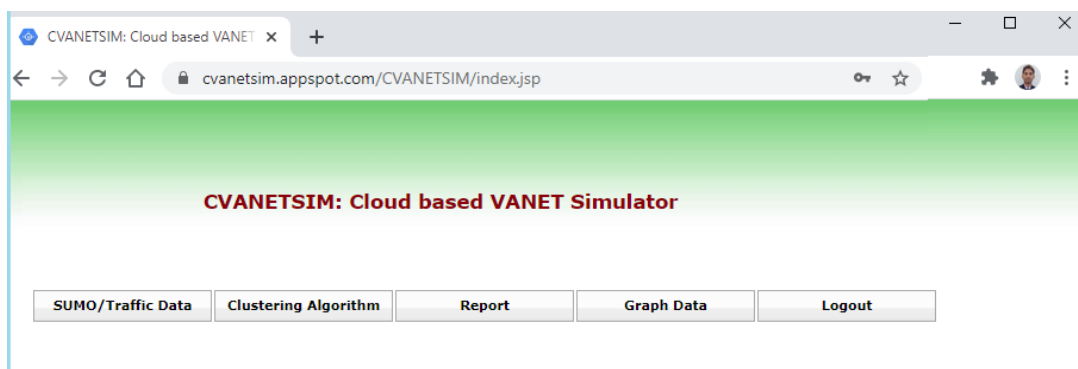 CVANETSIM: Cloud based VANET
cvanetsim.appspot.com/CVANETSIM/index.jsp
CVANETSIM: Cloud based VANET Simulator
SUMO/Traffic Data Clustering Algorithm Report Graph Data Logout